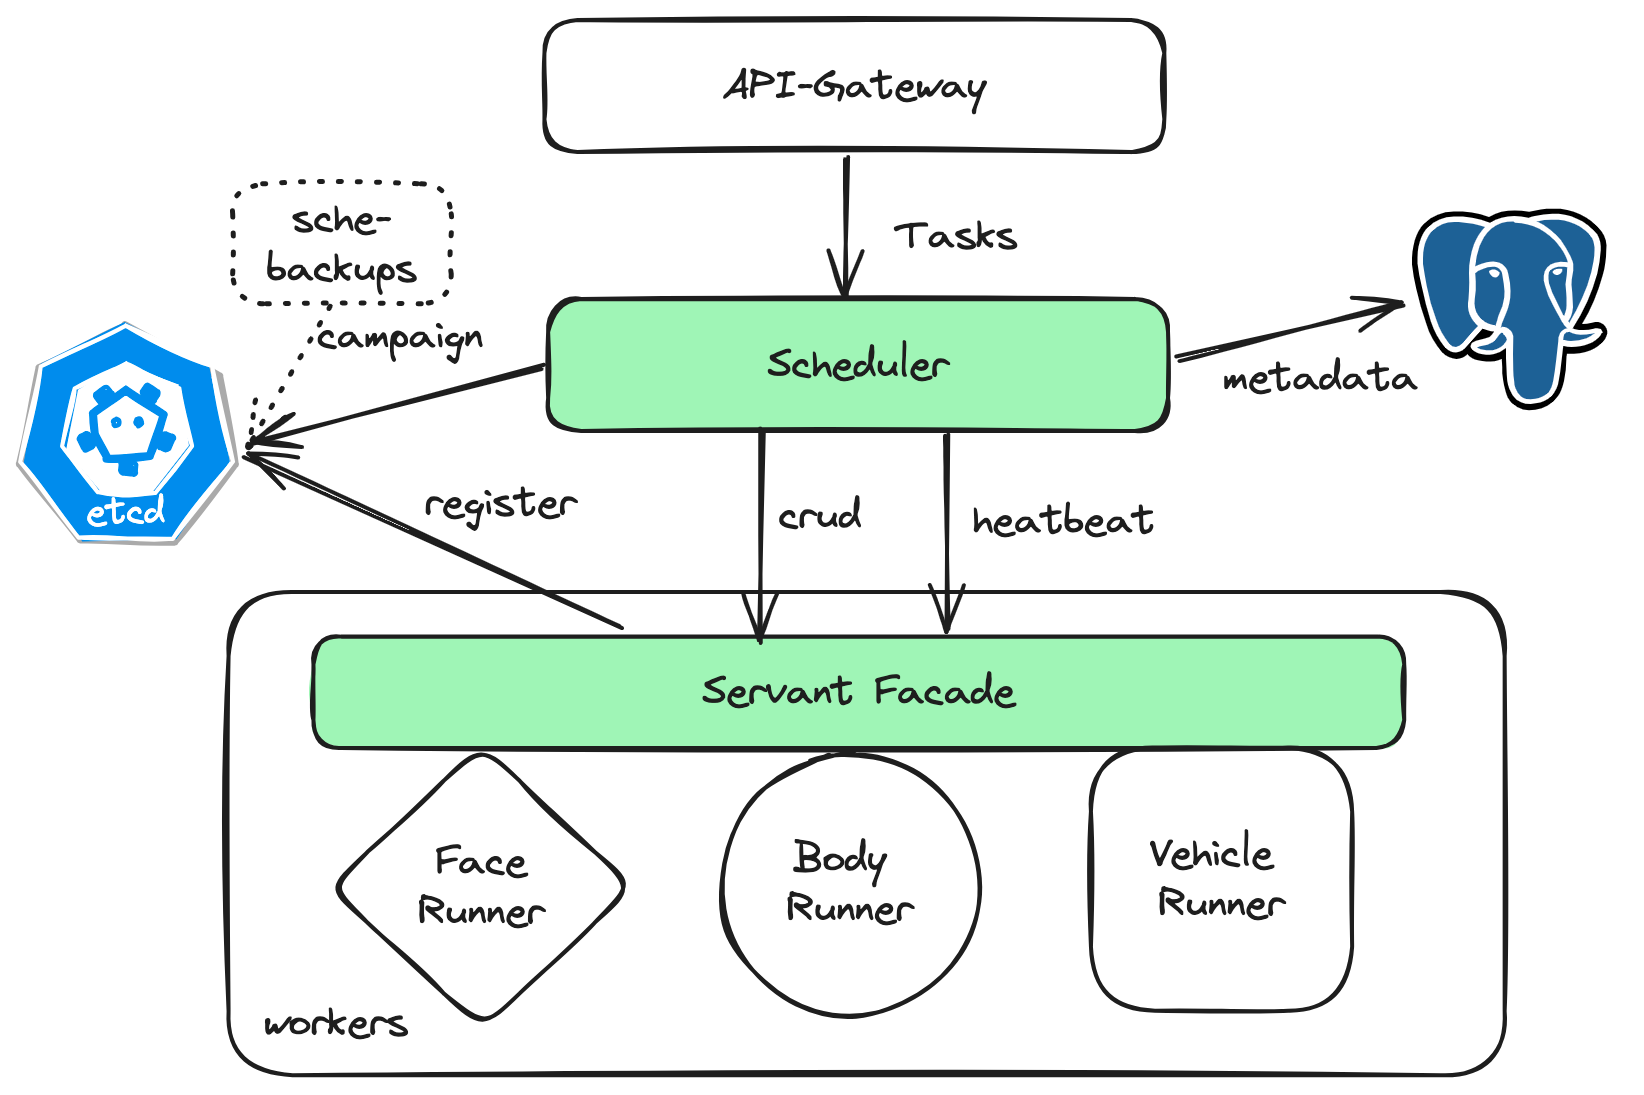 API-Gateway
Tasks
sche-
backups
campaign
Scheduler
metadata
etcd
register
crud
heatbeat
Servant Facade
Face
Runner
Body
Runner
Vehicle
Runner
workers